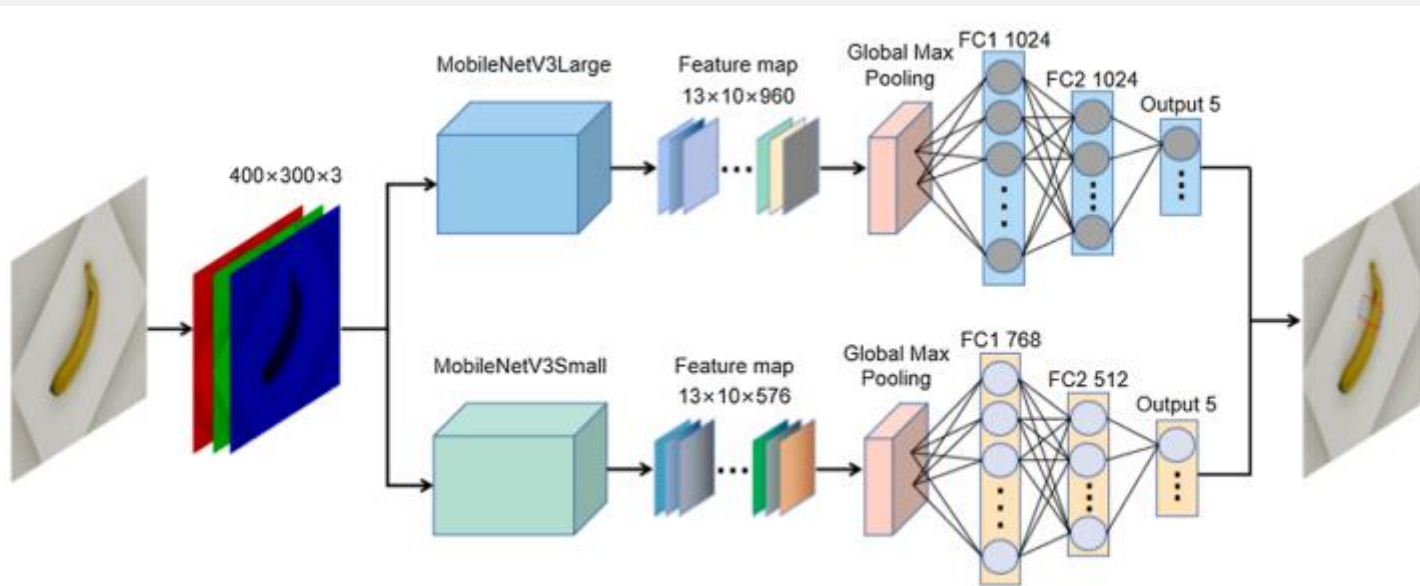 400×300×3
MobileNetV3Large
Feature map
13×10×960
Global Max
Pooling
FC1 1024
FC2 1024
Output 5
MobileNetV3Small
Feature map
13×10×576
Global Max
Pooling
FC1 768
FC2 512
Output 5